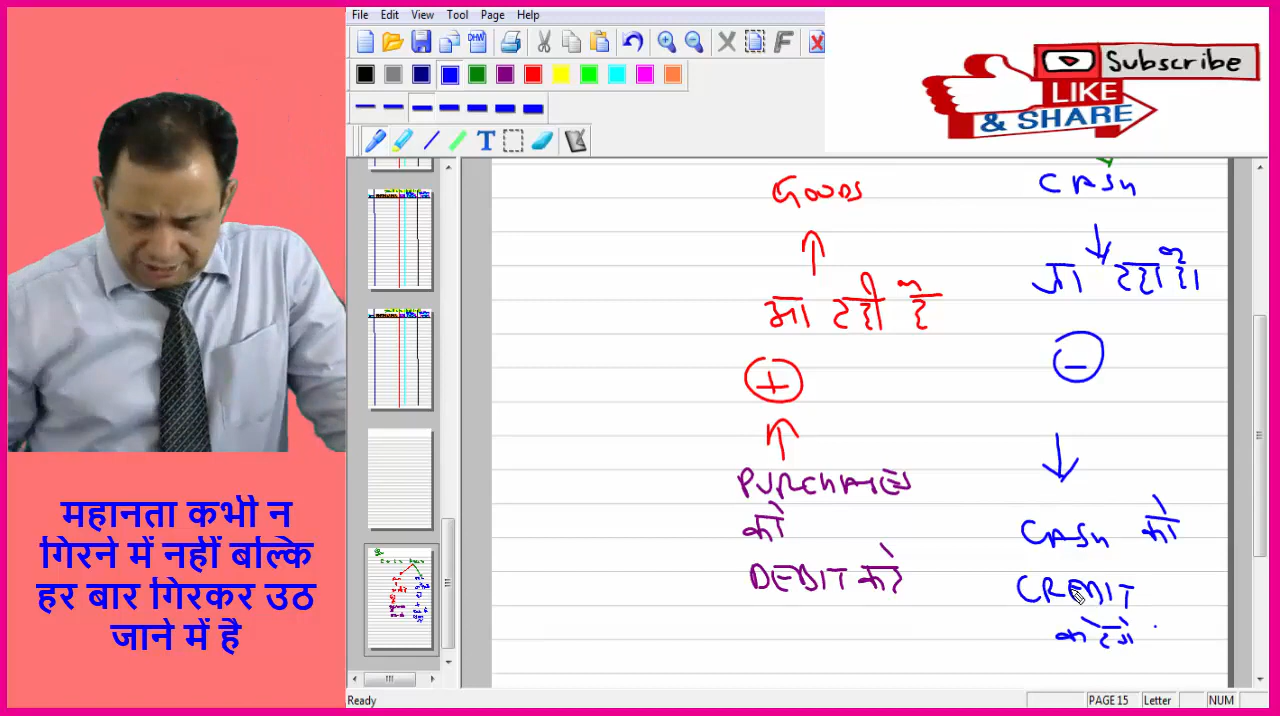 File Edit View Tool Page Help
Subscribe
LIKE
& SHARE
GOODS
CASH
आ रही है
जा रहा है।
+
-
PURCHASES
को
DEBIT करें
CASH को
CREDIT
करेंगे
महानता कभी न
गिरने में नहीं बल्कि
हर बार गिरकर उठ
जाने में है
Ready
PAGE 15 Letter NUM